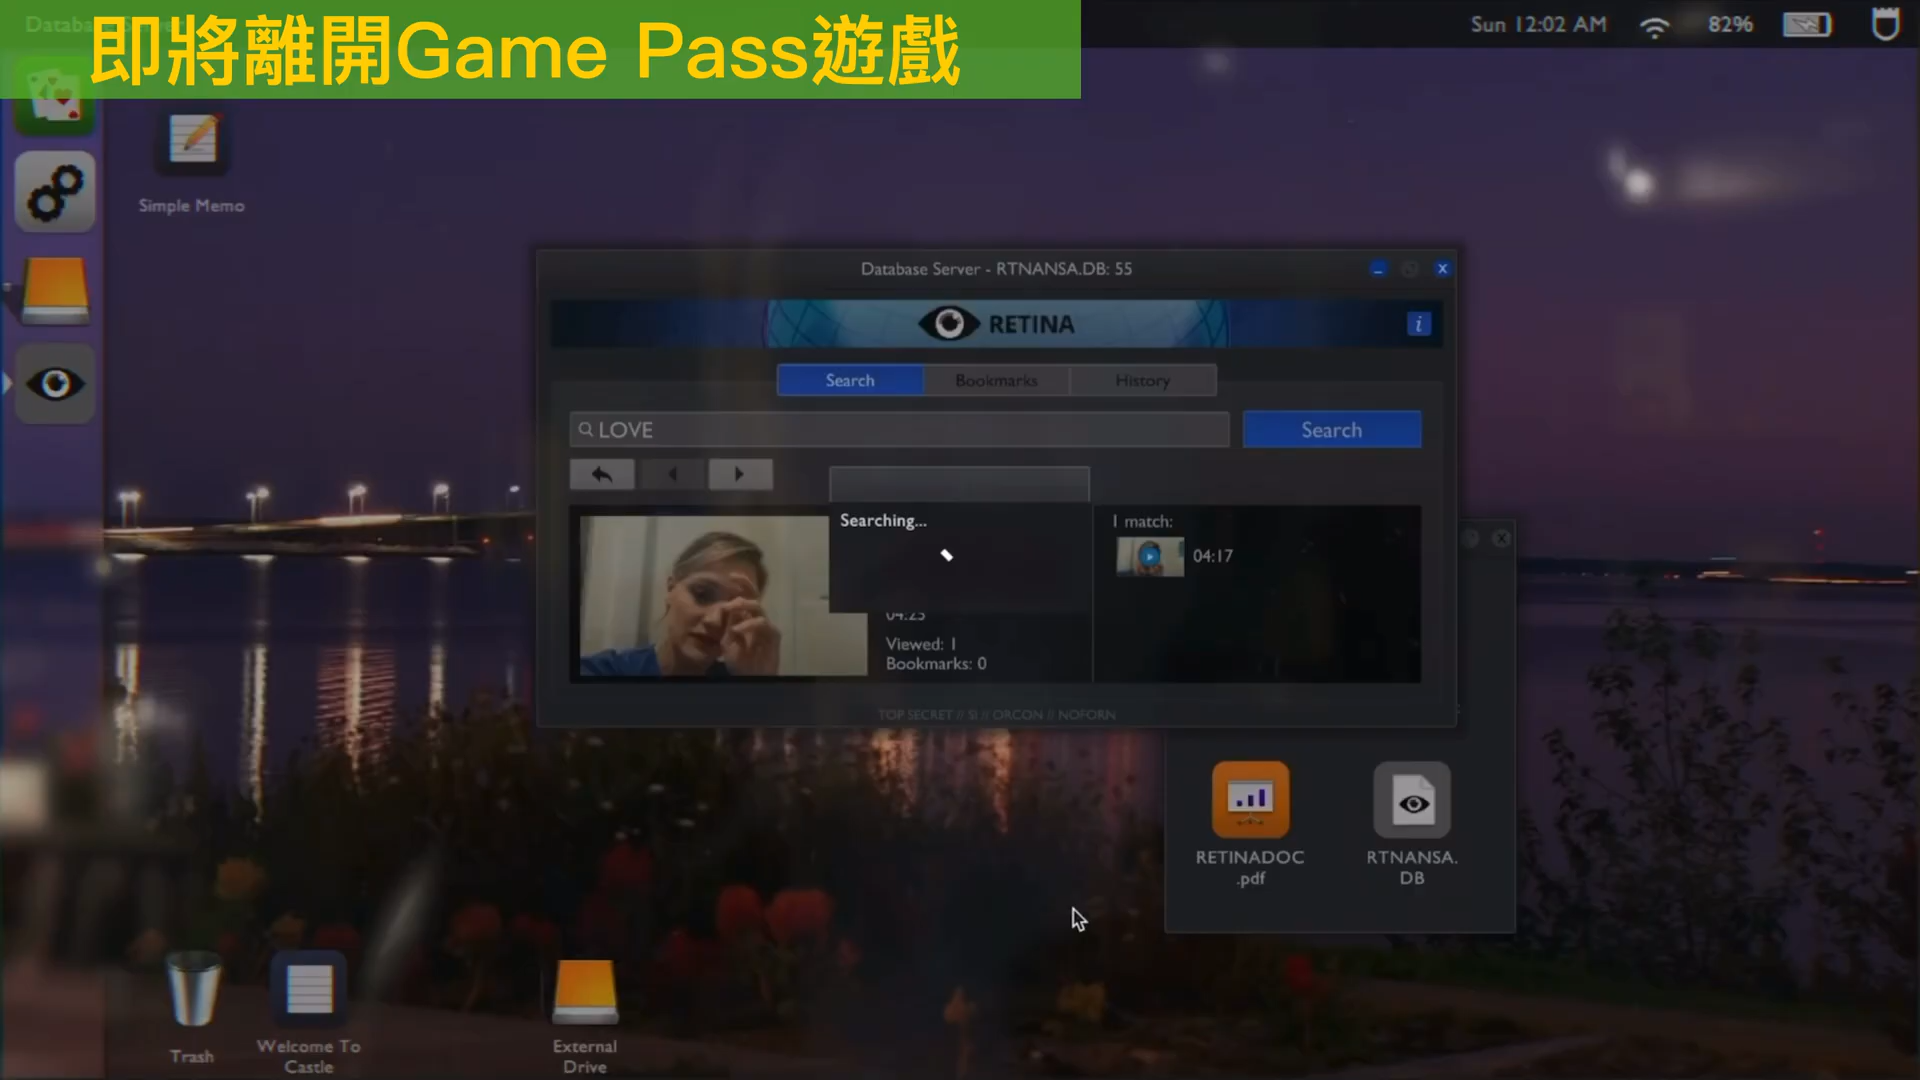 即將離開Game Pass遊戲
Sun 12:02 AM
82%
Simple Memo
Database Server - RTNANSA.DB: 55
RETINA
Search
Bookmarks
History
LOVE
Search
Searching...
1 match:
04:17
04:25
Viewed: 1
Bookmarks: 0
TOP SECRET // SI // ORCON // NOFORN
RETINADOC
.pdf
RTNANSA.
DB
Trash
Welcome To
Castle
External
Drive